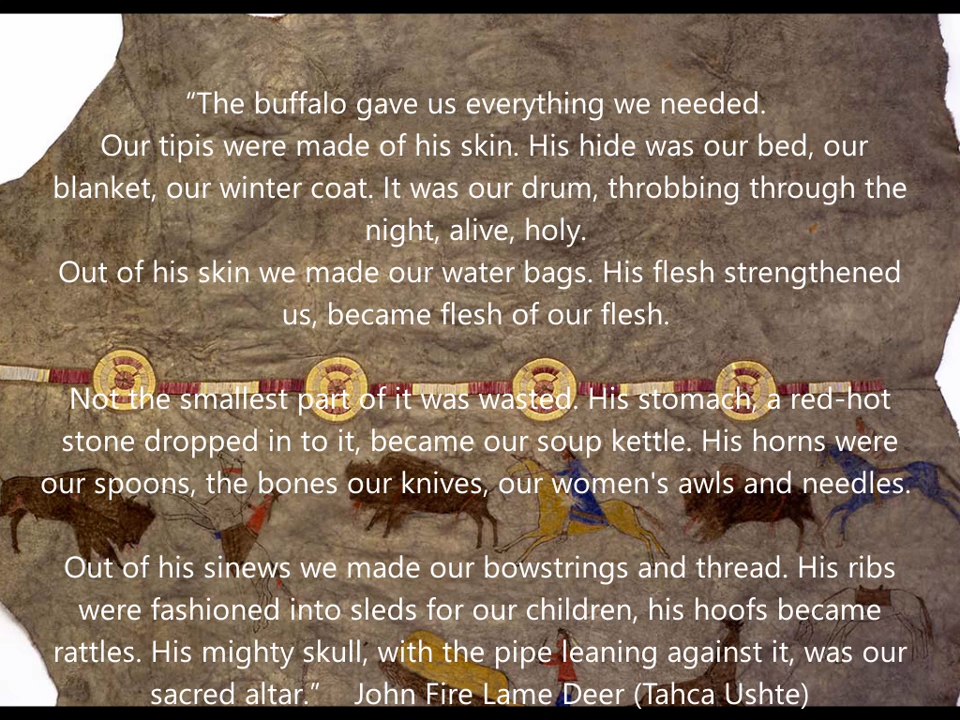 “The buffalo gave us everything we needed.
Our tipis were made of his skin. His hide was our bed, our
blanket, our winter coat. It was our drum, throbbing through the
night, alive, holy.
Out of his skin we made our water bags. His flesh strengthened
us, became flesh of our flesh.
Not the smallest part of it was wasted. His stomach, a red-hot
stone dropped in to it, became our soup kettle. His horns were
our spoons, the bones our knives, our women's awls and needles.
Out of his sinews we made our bowstrings and thread. His ribs
were fashioned into sleds for our children, his hoofs became
rattles. His mighty skull, with the pipe leaning against it, was our
sacred altar.” John Fire Lame Deer (Tahca Ushte)